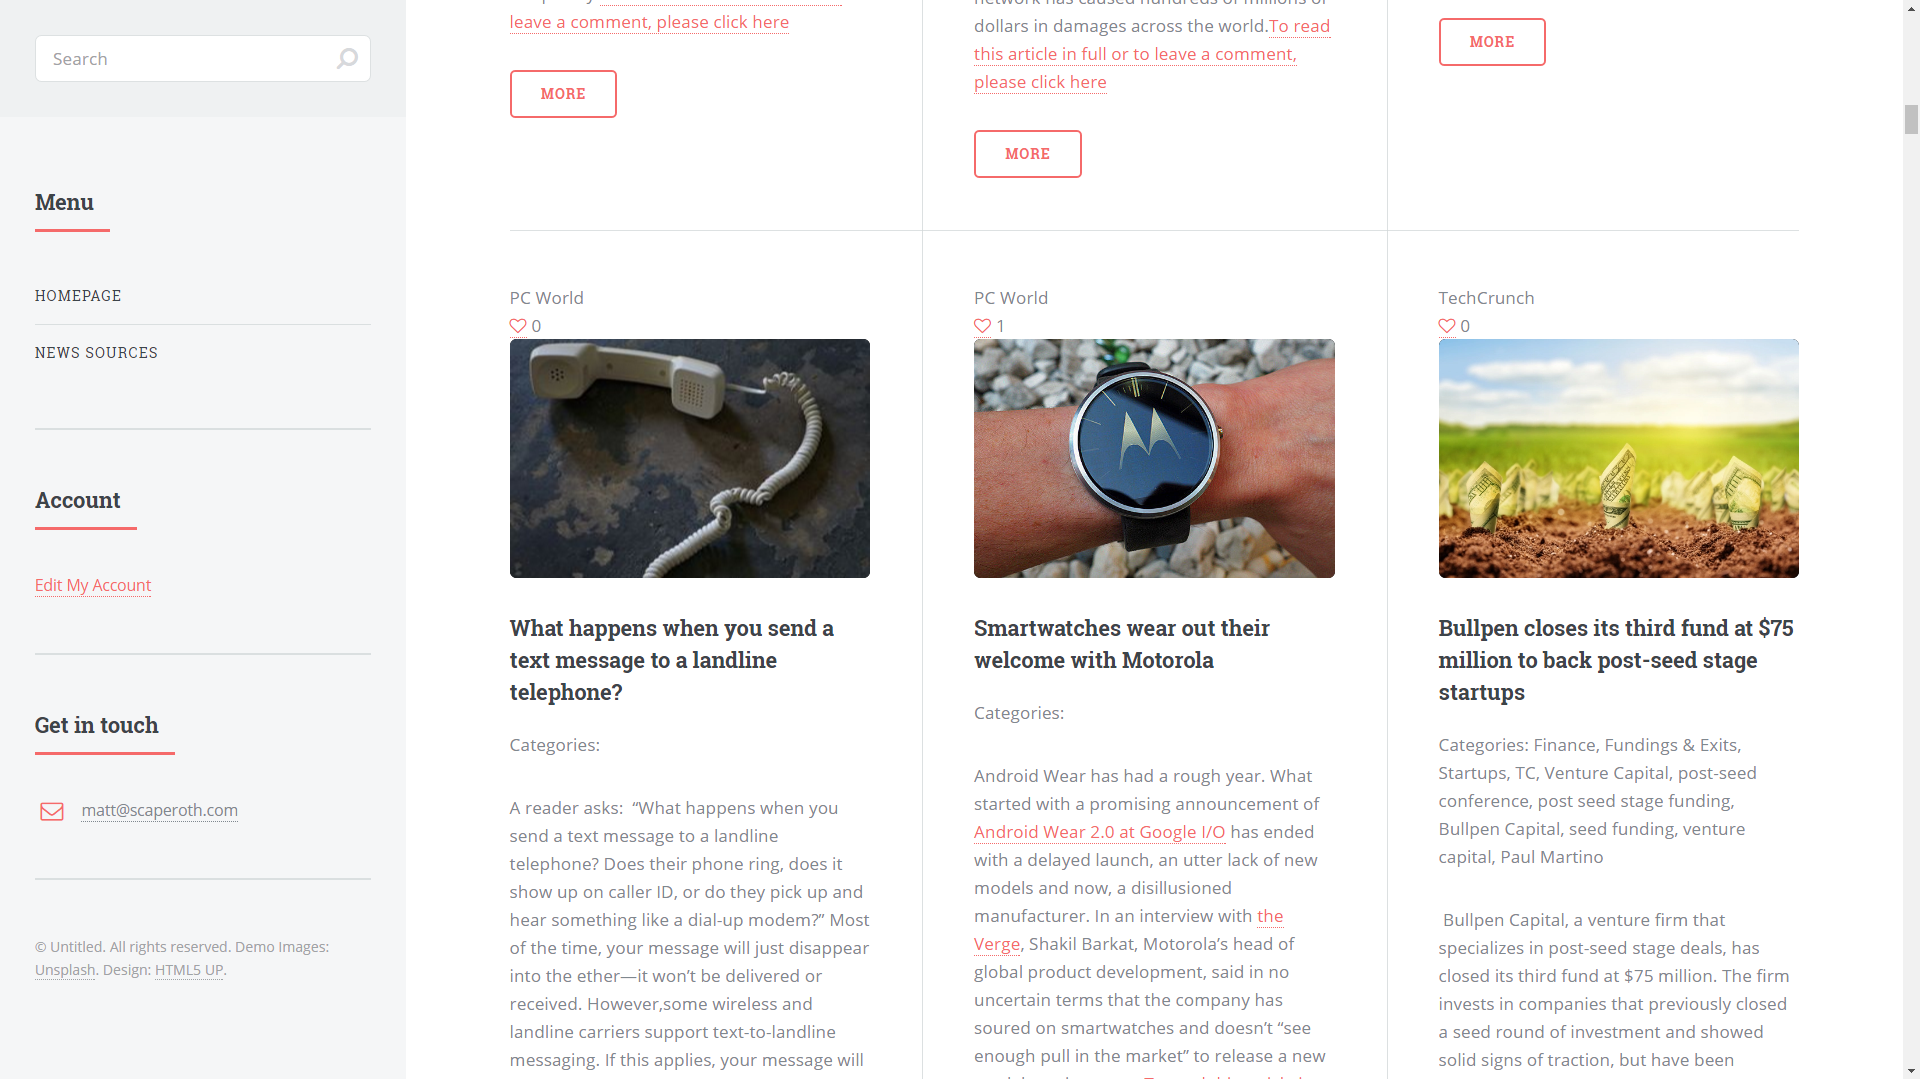 Search
Menu
HOMEPAGE
NEWS SOURCES
Account
Edit My Account
Get in touch
matt@scaperoth.com
© Untitled. All rights reserved. Demo Images:
Unsplash. Design: HTML5 UP.
leave a comment, please click here
MORE
dollars in damages across the world.To read
this article in full or to leave a comment,
please click here
MORE
MORE
PC World
0
What happens when you send a
text message to a landline
telephone?
Categories:
A reader asks:  “What happens when you
send a text message to a landline
telephone? Does their phone ring, does it
show up on caller ID, or do they pick up and
hear something like a dial-up modem?” Most
of the time, your message will just disappear
into the ether—it won’t be delivered or
received. However,some wireless and
landline carriers support text-to-landline
messaging. If this applies, your message will
PC World
1
Smartwatches wear out their
welcome with Motorola
Categories:
Android Wear has had a rough year. What
started with a promising announcement of
Android Wear 2.0 at Google I/O has ended
with a delayed launch, an utter lack of new
models and now, a disillusioned
manufacturer. In an interview with the
Verge, Shakil Barkat, Motorola’s head of
global product development, said in no
uncertain terms that the company has
soured on smartwatches and doesn’t “see
enough pull in the market” to release a new
TechCrunch
0
Bullpen closes its third fund at $75
million to back post-seed stage
startups
Categories: Finance, Fundings & Exits,
Startups, TC, Venture Capital, post-seed
conference, post seed stage funding,
Bullpen Capital, seed funding, venture
capital, Paul Martino
Bullpen Capital, a venture firm that
specializes in post-seed stage deals, has
closed its third fund at $75 million. The firm
invests in companies that previously closed
a seed round of investment and showed
solid signs of traction, but have been